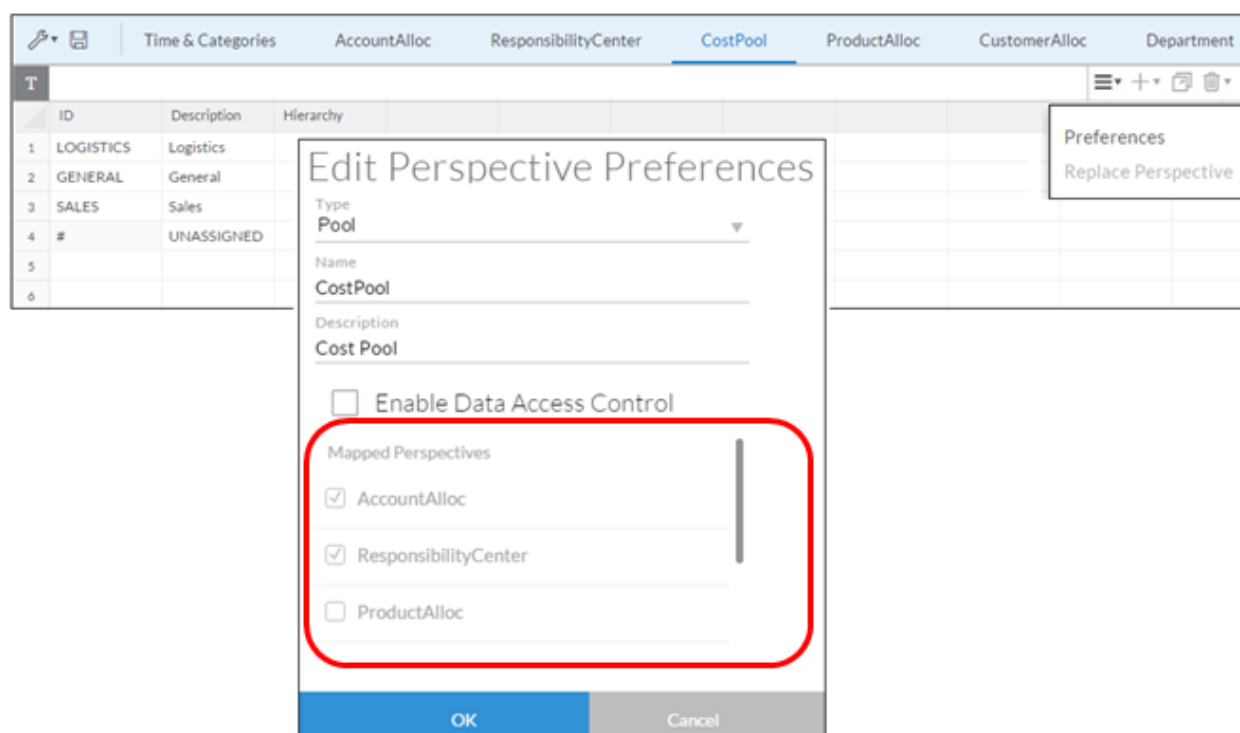 Time & Categories AccountAlloc ResponsibilityCenter CostPool ProductAlloc CustomerAlloc Department
T
ID Description Hierarchy
1 LOGISTICS Logistics
2 GENERAL General
3 SALES Sales
4 # UNASSIGNED
5
6
Preferences
Replace Perspective
Edit Perspective Preferences
Type
Pool
Name
CostPool
Description
Cost Pool
Enable Data Access Control
Mapped Perspectives
AccountAlloc
ResponsibilityCenter
ProductAlloc
OK Cancel